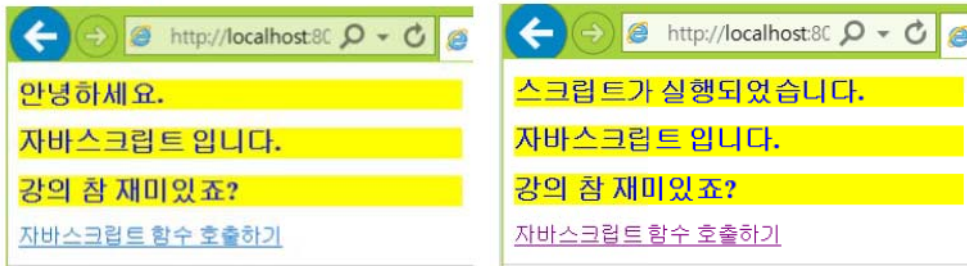 http://localhost:80
안녕하세요.
자바스크립트 입니다.
강의 참 재미있죠?
자바스크립트 함수 호출하기
http://localhost:80
스크립트가 실행되었습니다.
자바스크립트 입니다.
강의 참 재미있죠?
자바스크립트 함수 호출하기